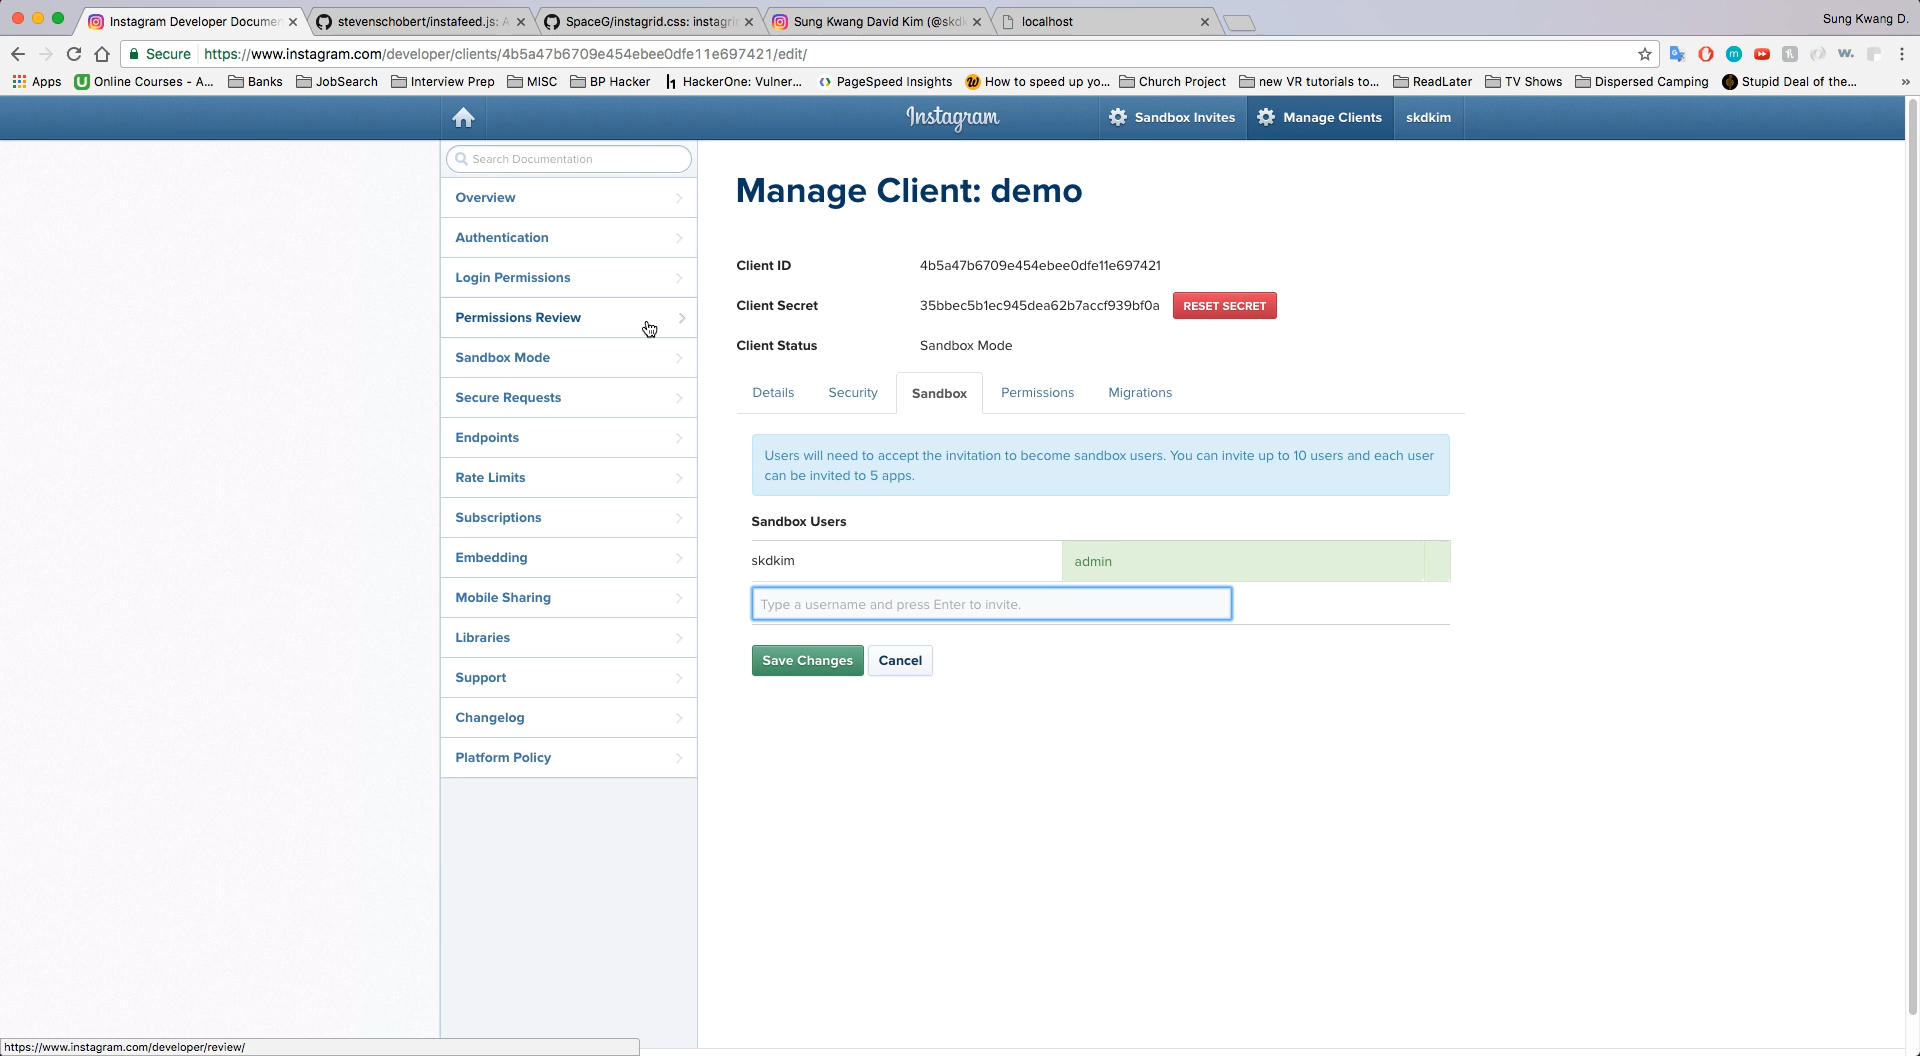 Instagram Developer Documen
stevenschobert/instafeed.js: A
SpaceG/instagrid.css: instagri
Sung Kwang David Kim (@skdk
localhost
Sung Kwang D.
Secure
https://www.instagram.com/developer/clients/4b5a47b6709e454ebee0dfe11e697421/edit/
Apps
Online Courses - A...
Banks
JobSearch
Interview Prep
MISC
BP Hacker
HackerOne: Vulner...
PageSpeed Insights
How to speed up yo...
Church Project
new VR tutorials to...
ReadLater
TV Shows
Dispersed Camping
Stupid Deal of the...
Instagram
Sandbox Invites
Manage Clients
skdkim
Search Documentation
Overview
Authentication
Login Permissions
Permissions Review
Sandbox Mode
Secure Requests
Endpoints
Rate Limits
Subscriptions
Embedding
Mobile Sharing
Libraries
Support
Changelog
Platform Policy
Manage Client: demo
Client ID 4b5a47b6709e454ebee0dfe11e697421
Client Secret 35bbec5b1ec945dea62b7accf939bf0a RESET SECRET
Client Status Sandbox Mode
Details Security Sandbox Permissions Migrations
Users will need to accept the invitation to become sandbox users. You can invite up to 10 users and each user
can be invited to 5 apps.
Sandbox Users
skdkim admin
Type a username and press Enter to invite.
Save Changes Cancel
https://www.instagram.com/developer/review/